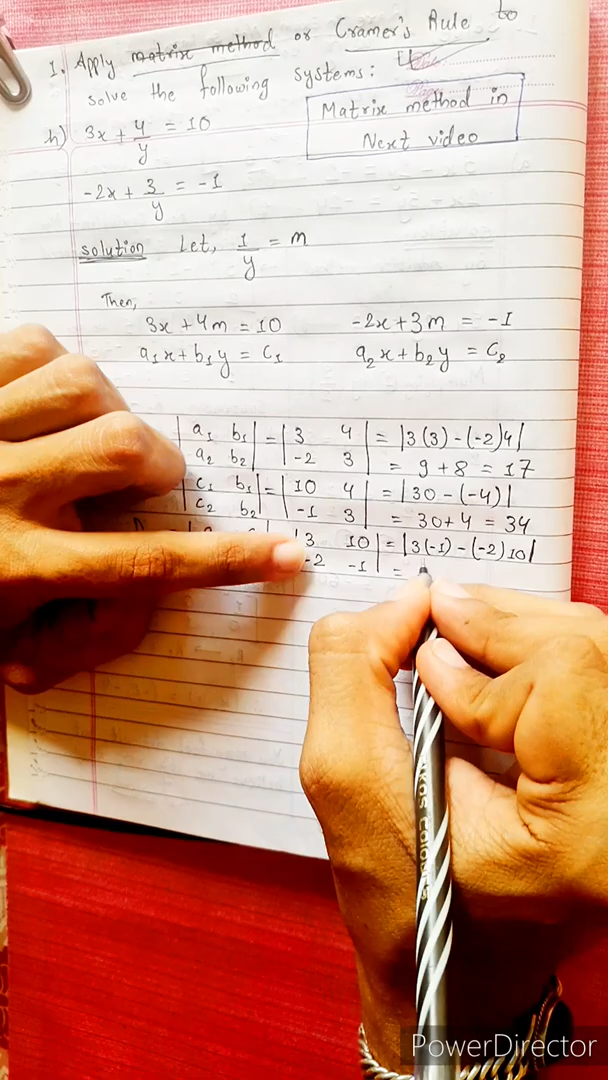 1. Apply matrix method or Cramer's Rule to
solve the following systems:
Matrix method in
Next video
h) 3x + 4/y = 10
-2x + 3/y = -1
solution Let, 1/y = m
Then,
3x + 4m = 10 -2x + 3m = -1
a₁x + b₁y = C₁ a₂x + b₂y = C₂
| a₁ b₁ | = | 3 4 | = |3(3) - (-2)4|
| a₂ b₂ | | -2 3 | = 9 + 8 = 17
| C₁ b₁ | = | 10 4 | = |30 - (-4)|
| C₂ b₂ | | -1 3 | = 30 + 4 = 34
| 3 10 | = |3(-1) - (-2)10|
-2 -1 | =
KOS COLOURS
PowerDirector